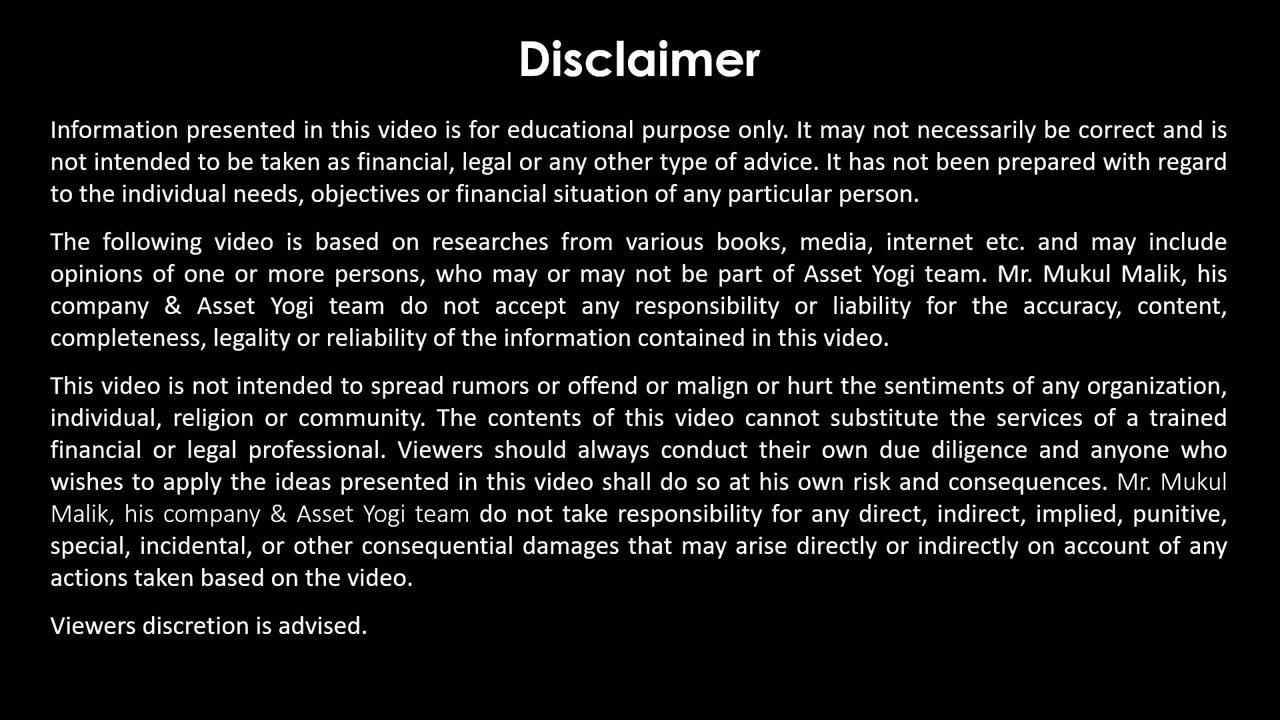 Disclaimer
Information presented in this video is for educational purpose only. It may not necessarily be correct and is
not intended to be taken as financial, legal or any other type of advice. It has not been prepared with regard
to the individual needs, objectives or financial situation of any particular person.
The following video is based on researches from various books, media, internet etc. and may include
opinions of one or more persons, who may or may not be part of Asset Yogi team. Mr. Mukul Malik, his
company & Asset Yogi team do not accept any responsibility or liability for the accuracy, content,
completeness, legality or reliability of the information contained in this video.
This video is not intended to spread rumors or offend or malign or hurt the sentiments of any organization,
individual, religion or community. The contents of this video cannot substitute the services of a trained
financial or legal professional. Viewers should always conduct their own due diligence and anyone who
wishes to apply the ideas presented in this video shall do so at his own risk and consequences. Mr. Mukul
Malik, his company & Asset Yogi team do not take responsibility for any direct, indirect, implied, punitive,
special, incidental, or other consequential damages that may arise directly or indirectly on account of any
actions taken based on the video.
Viewers discretion is advised.